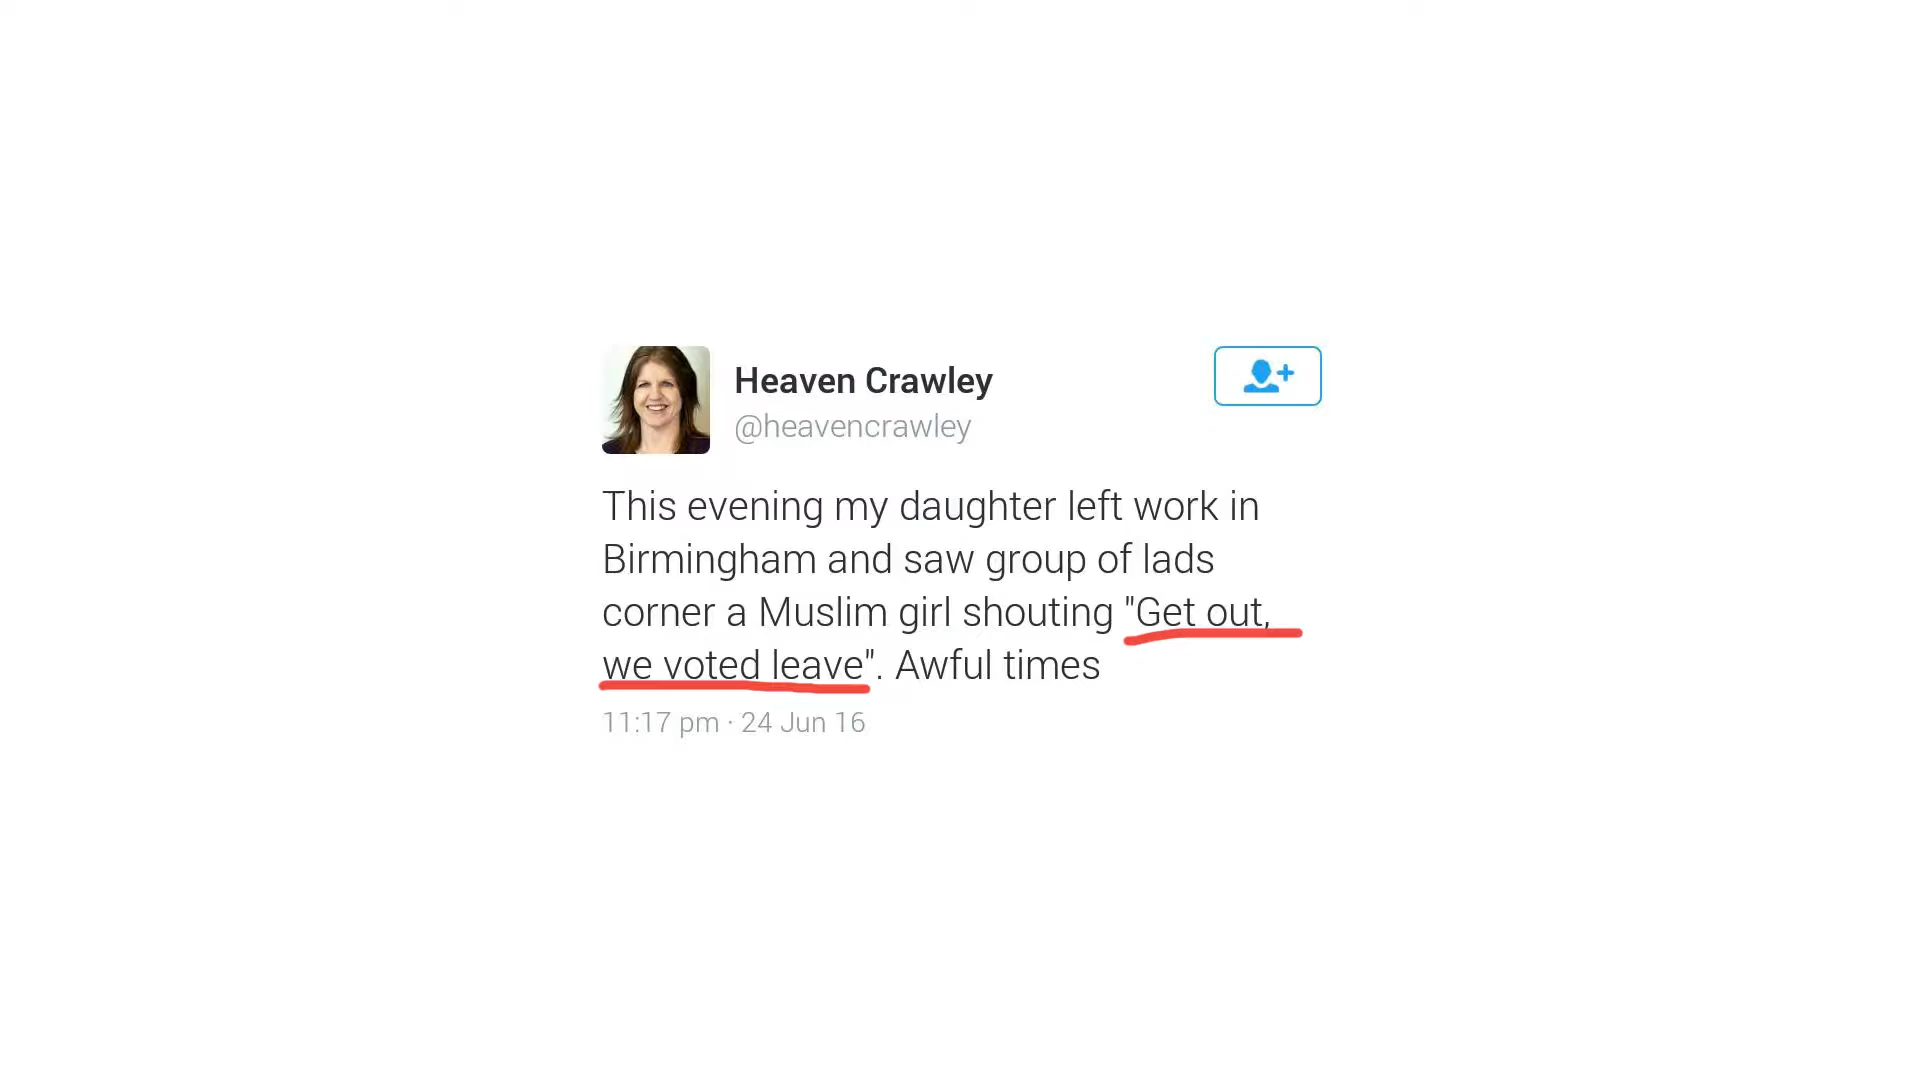 Heaven Crawley
@heavencrawley
This evening my daughter left work in
Birmingham and saw group of lads
corner a Muslim girl shouting "Get out,
we voted leave". Awful times
11:17 pm · 24 Jun 16